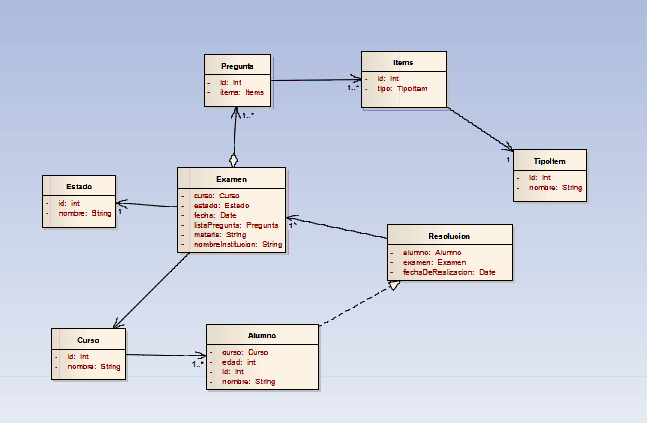 Pregunta
- id: int
- items: Items
1..*
Items
- id: int
- tipo: TipoItem
1..*
TipoItem
- id: int
- nombre: String
1
Examen
- curso: Curso
- estado: Estado
- fecha: Date
- listaPregunta: Pregunta
- materia: String
- nombreInstitucion: String
Estado
- id: int
- nombre: String
1
1*
Resolucion
- alumno: Alumno
- examen: Examen
- fechaDeRealizacion: Date
Curso
- id: int
- nombre: String
Alumno
- curso: Curso
- edad: int
- id: int
- nombre: String
1..*